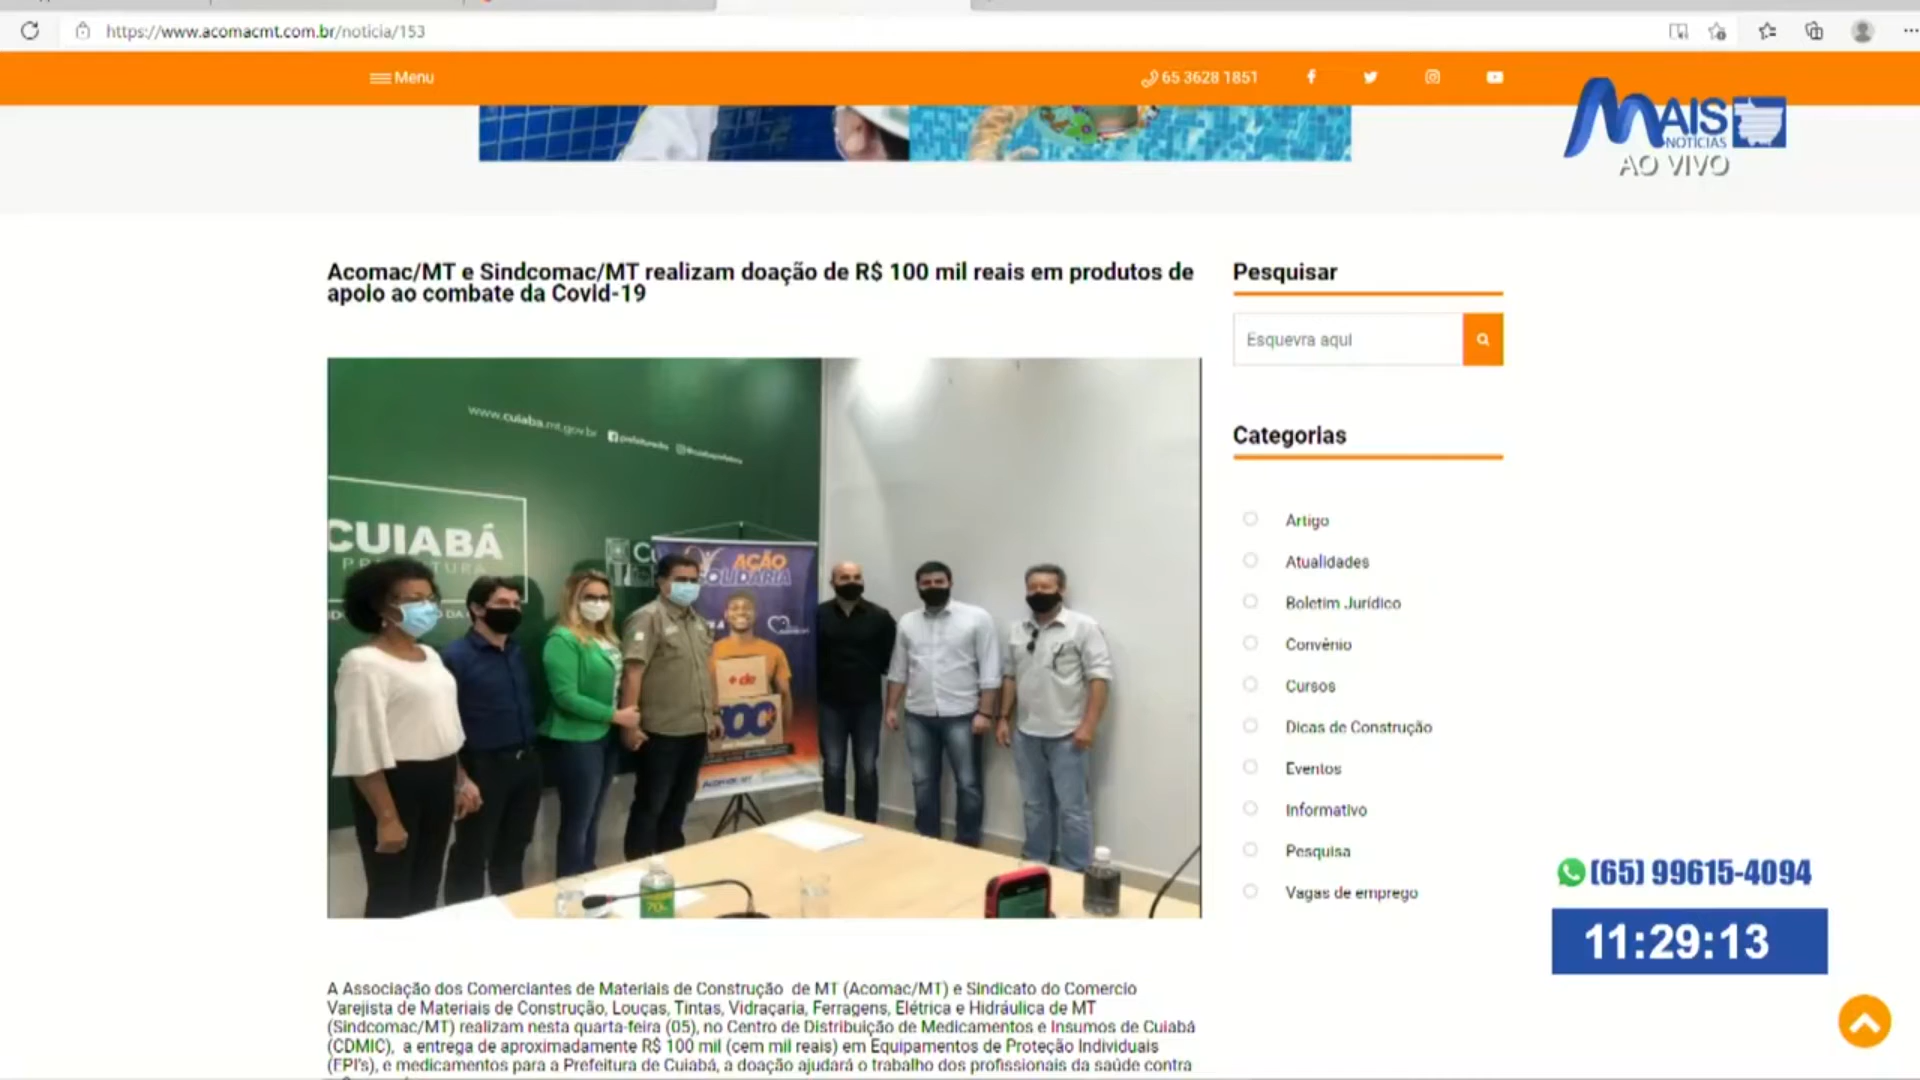 https://www.acomacmt.com.br/noticia/153
Menu
65 3628 1851
MAIS
NOTÍCIAS
AO VIVO
Acomac/MT e Sindcomac/MT realizam doação de R$ 100 mil reais em produtos de
apoio ao combate da Covid-19
Pesquisar
Esquevra aqui
Categorias
www.cuiaba.mt.gov.br
CUIABÁ
PREFEITURA
AÇÃO
SOLIDÁRIA
+ de
100
ACOMAC-MT
70%
Artigo
Atualidades
Boletim Jurídico
Convênio
Cursos
Dicas de Construção
Eventos
Informativo
Pesquisa
Vagas de emprego
(65) 99615-4094
11:29:13
A Associação dos Comerciantes de Materiais de Construção de MT (Acomac/MT) e Sindicato do Comercio
Varejista de Materiais de Construção, Louças, Tintas, Vidraçaria, Ferragens, Elétrica e Hidráulica de MT
(Sindcomac/MT) realizam nesta quarta-feira (05), no Centro de Distribuição de Medicamentos e Insumos de Cuiabá
(CDMIC), a entrega de aproximadamente R$ 100 mil (cem mil reais) em Equipamentos de Proteção Individuais
(EPI's), e medicamentos para a Prefeitura de Cuiabá, a doação ajudará o trabalho dos profissionais da saúde contra